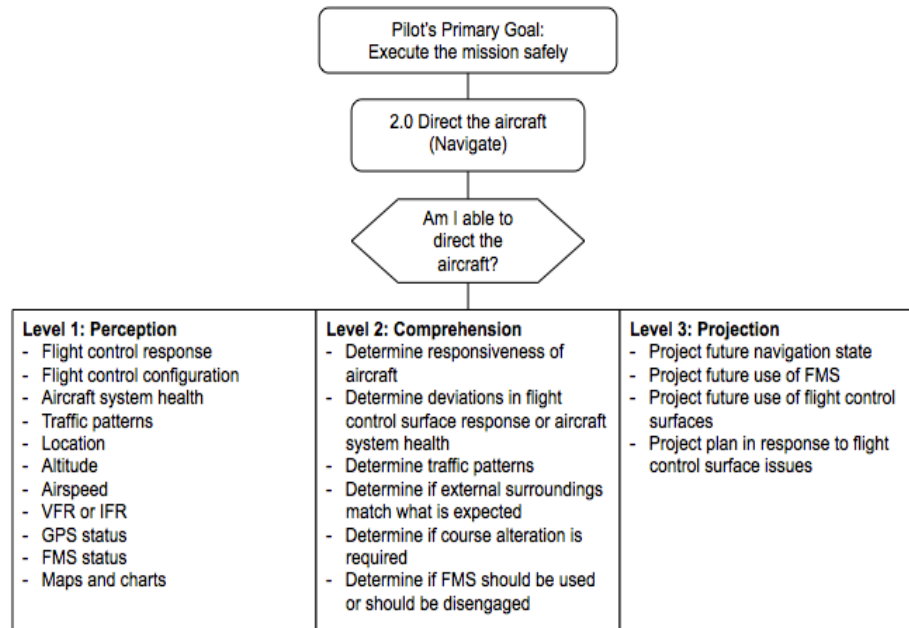 Pilot's Primary Goal:
Execute the mission safely
2.0 Direct the aircraft
(Navigate)
Am I able to
direct the
aircraft?
Level 1: Perception
- Flight control response
- Flight control configuration
- Aircraft system health
- Traffic patterns
- Location
- Altitude
- Airspeed
- VFR or IFR
- GPS status
- FMS status
- Maps and charts
Level 2: Comprehension
- Determine responsiveness of
aircraft
- Determine deviations in flight
control surface response or aircraft
system health
- Determine traffic patterns
- Determine if external surroundings
match what is expected
- Determine if course alteration is
required
- Determine if FMS should be used
or should be disengaged
Level 3: Projection
- Project future navigation state
- Project future use of FMS
- Project future use of flight control
surfaces
- Project plan in response to flight
control surface issues